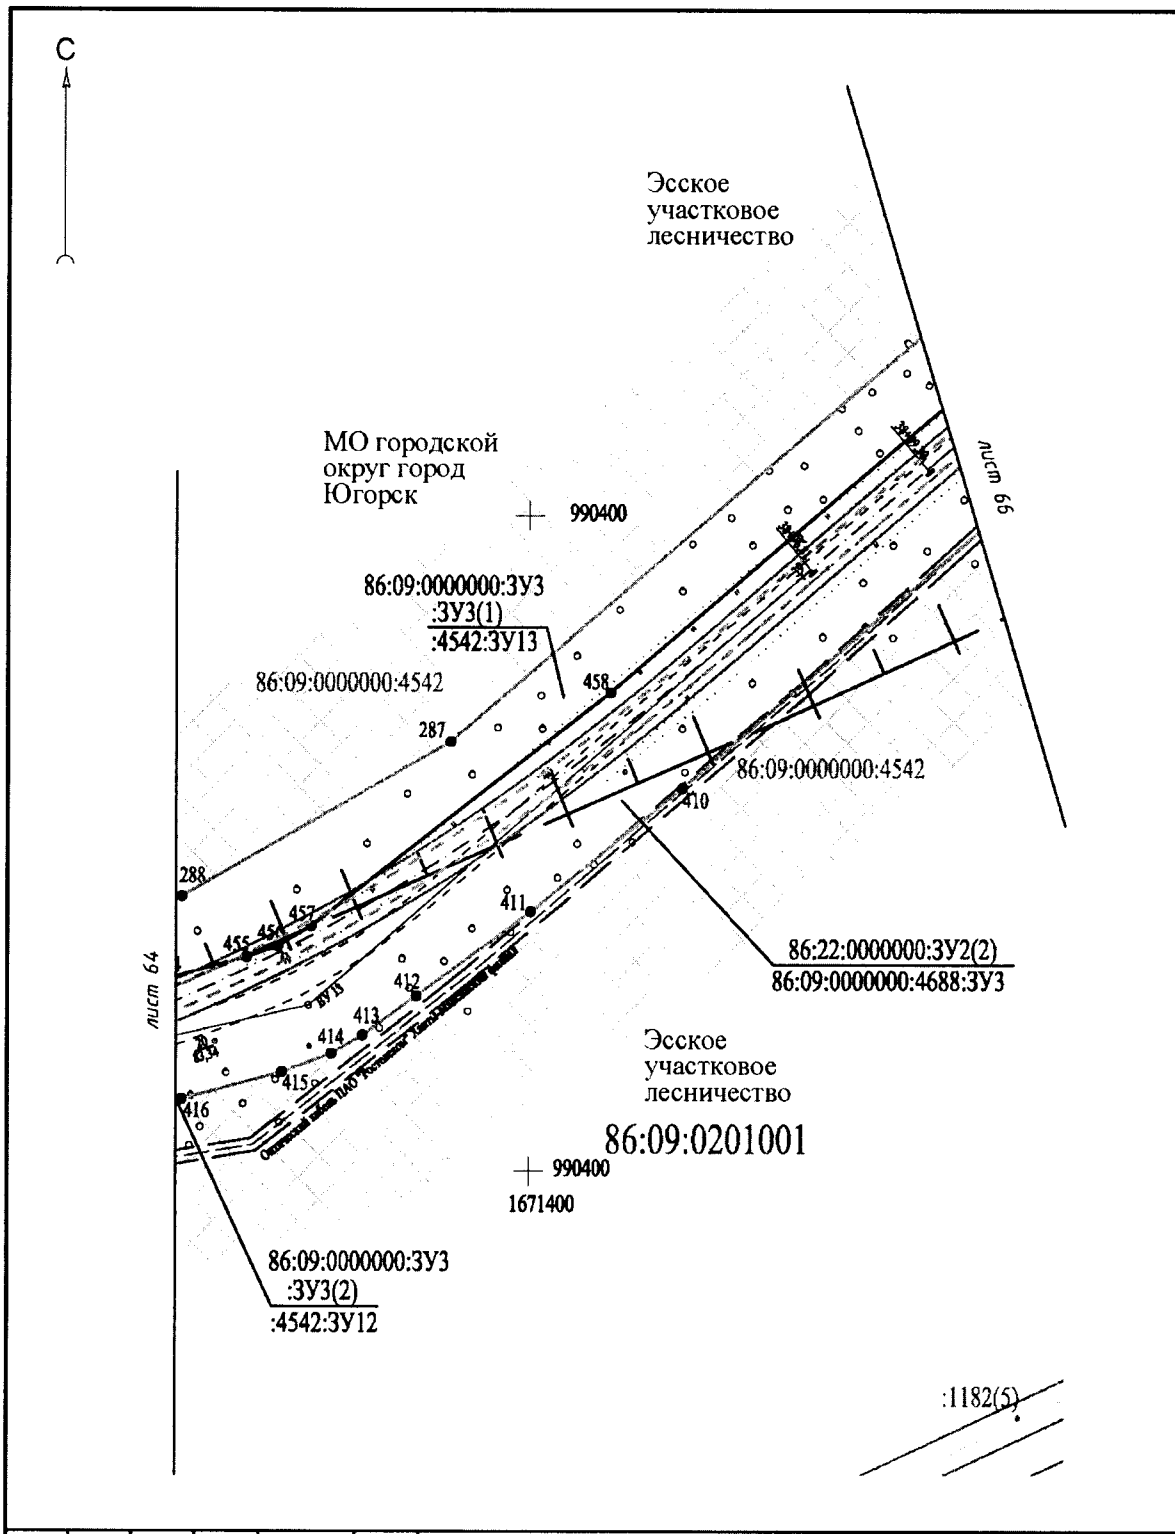 С
Эсское
участковое
лесничество
МО городской
округ город
Югорск
990400
лист 66
86:09:0000000:ЗУ3
:ЗУ3(1)
:4542:ЗУ13
86:09:0000000:4542
458
287
86:09:0000000:4542
410
288
457
455
411
лист 64
86:22:0000000:ЗУ2(2)
86:09:0000000:4688:ЗУ3
412
413
414
415
416
Эсское
участковое
лесничество
86:09:0201001
990400
1671400
86:09:0000000:ЗУ3
:ЗУ3(2)
:4542:ЗУ12
:1182(5)